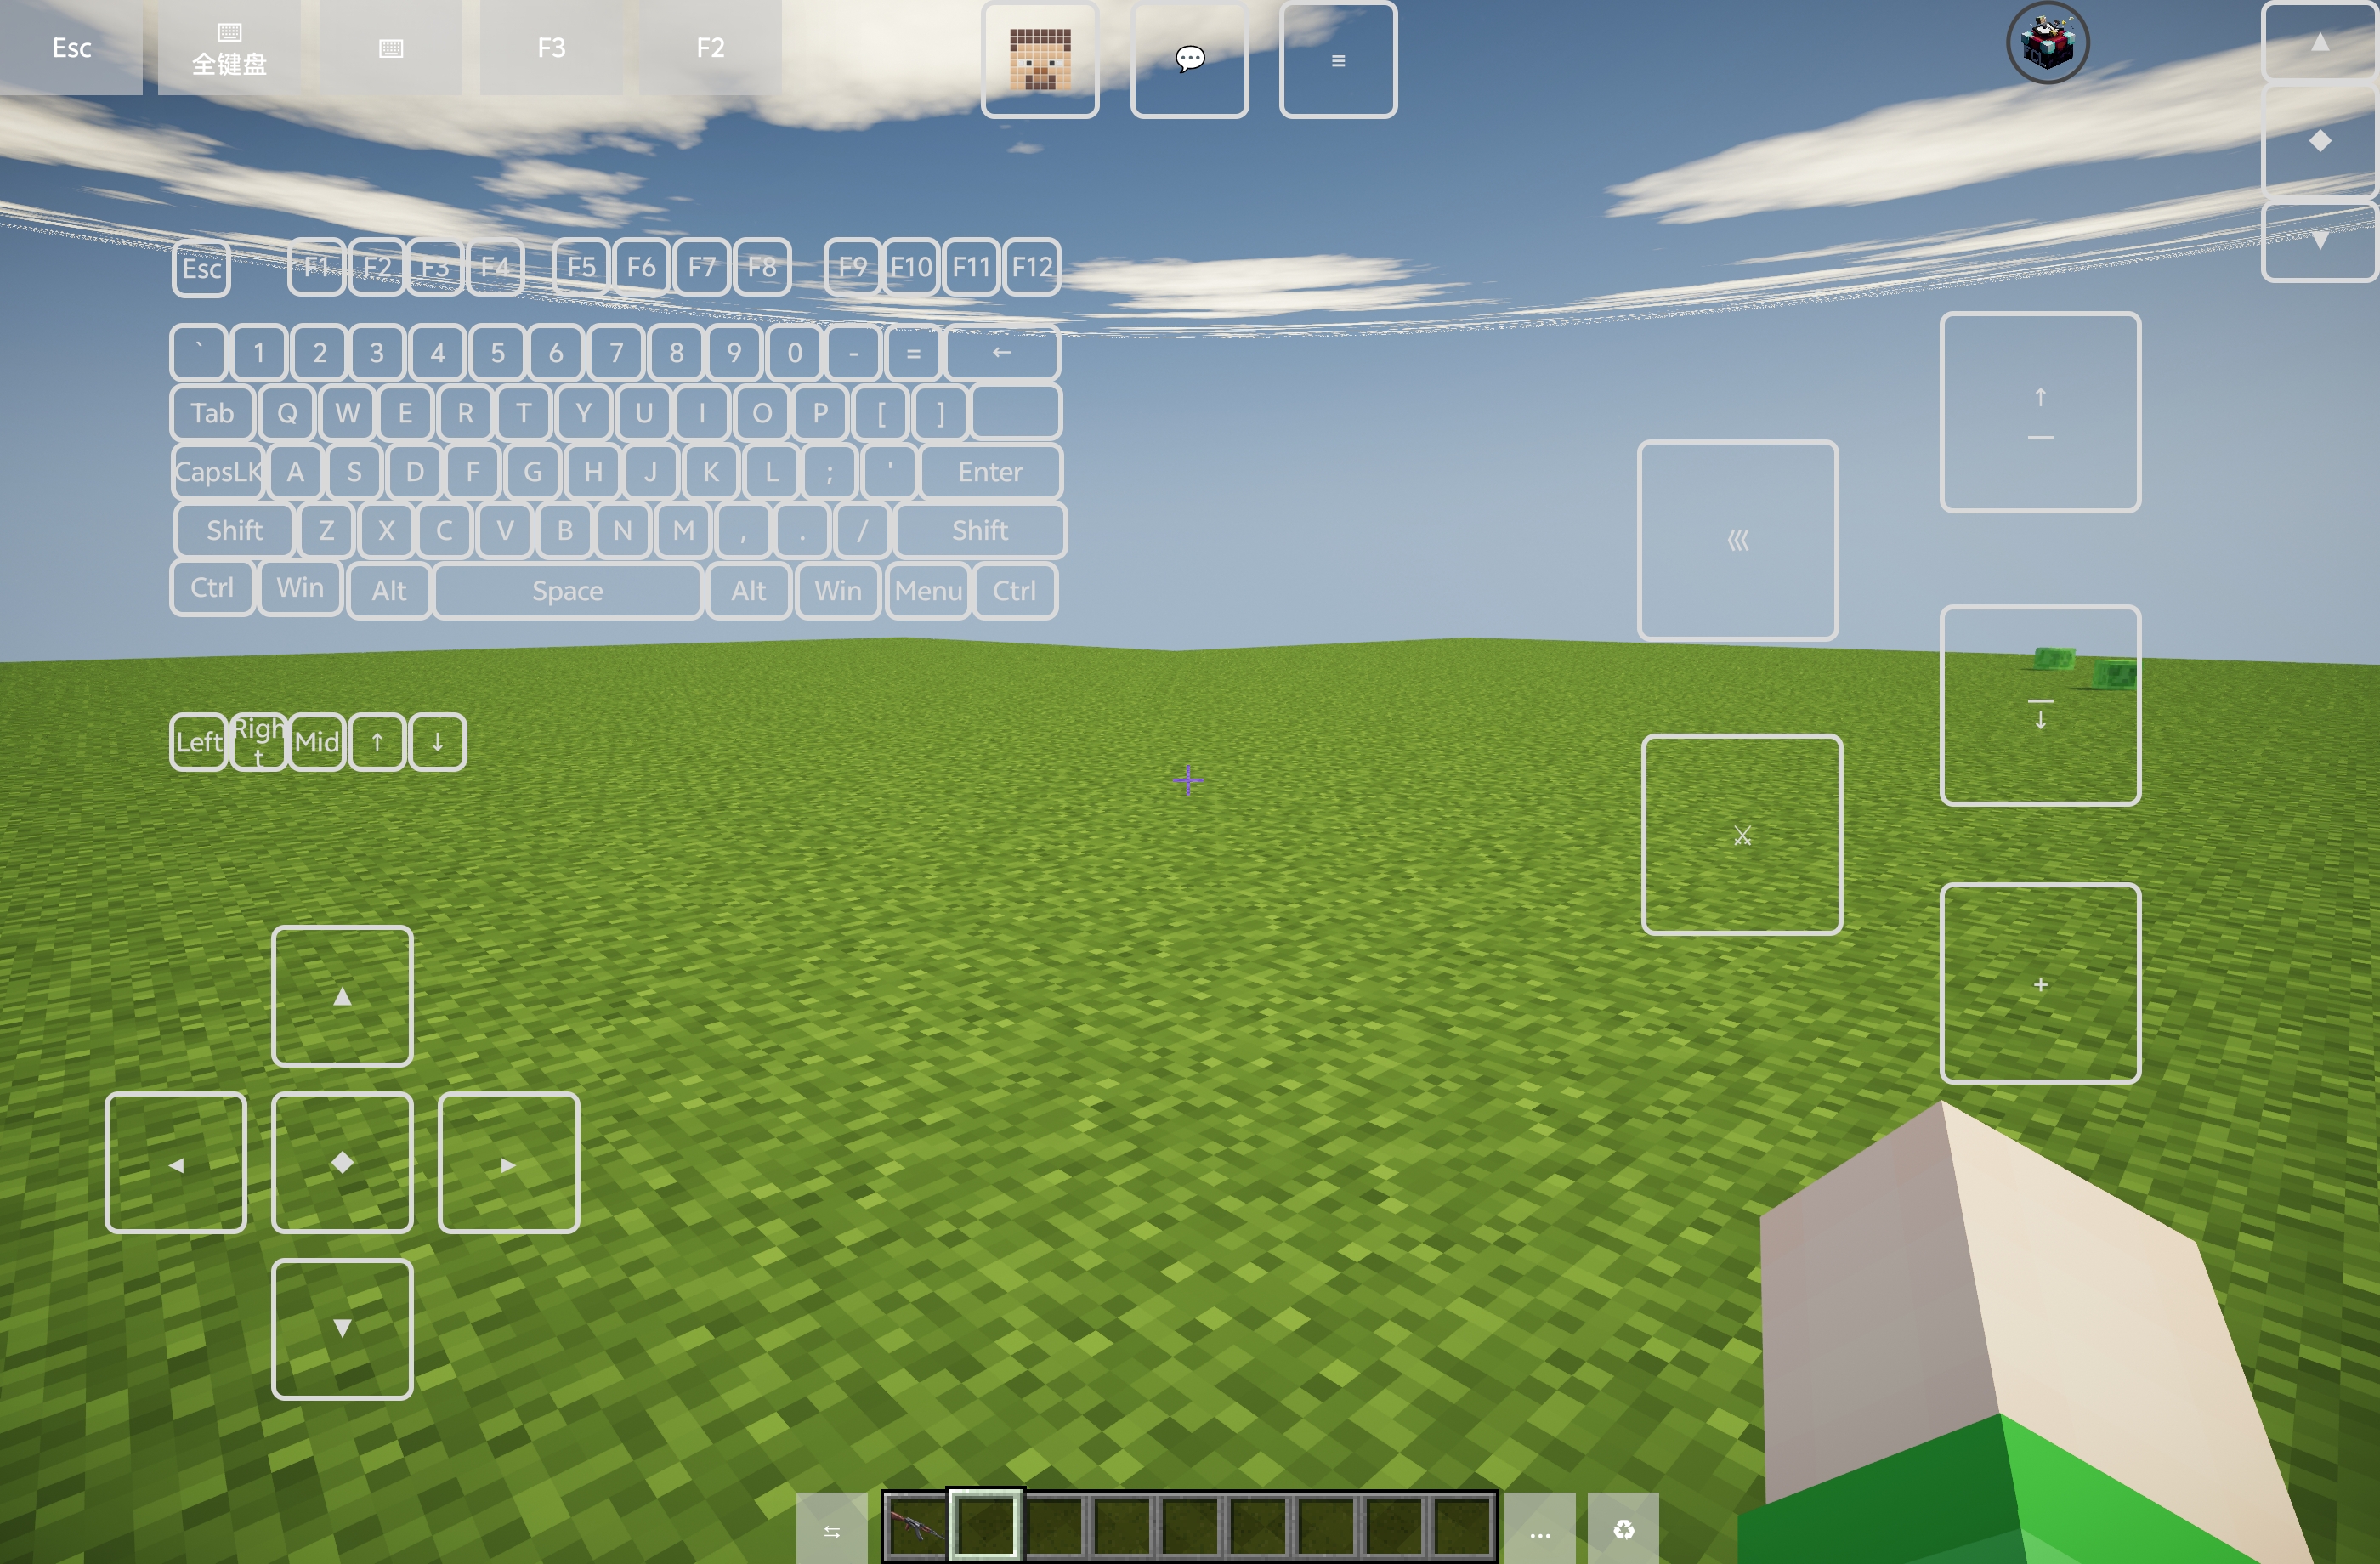 Esc
全键盘
F3
F2
Esc F1 F2 F3 F4 F5 F6 F7 F8 F9 F10 F11 F12
` 1 2 3 4 5 6 7 8 9 0 - = ←
Tab Q W E R T Y U I O P [ ]
CapsLK A S D F G H J K L ; ' Enter
Shift Z X C V B N M , . / Shift
Ctrl Win Alt Space Alt Win Menu Ctrl
Left Righ
t Mid ↑ ↓
...